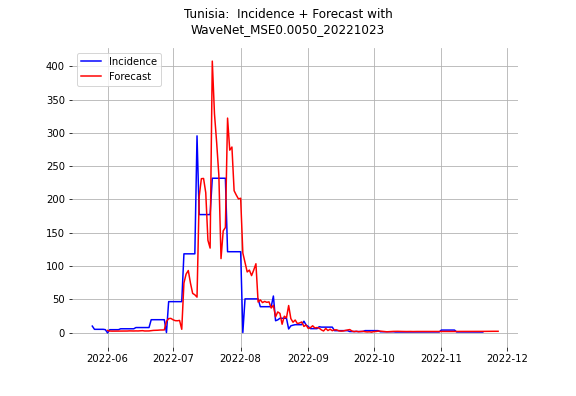 Tunisia:  Incidence + Forecast with
WaveNet_MSE0.0050_20221023
Incidence
Forecast
400
350
300
250
200
150
100
50
0
2022-06 2022-07 2022-08 2022-09 2022-10 2022-11 2022-12